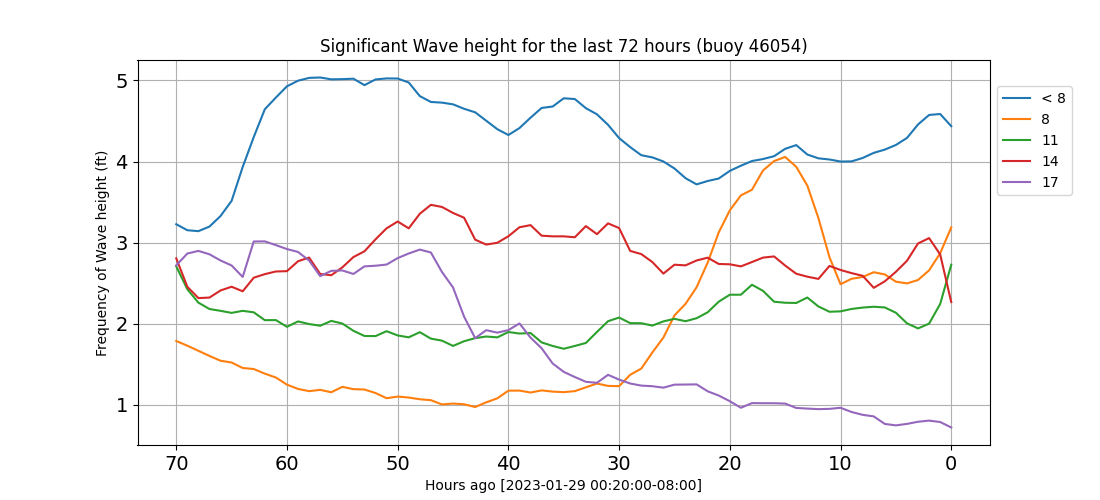 Significant Wave height for the last 72 hours (buoy 46054)
5
4
3
2
1
Frequency of Wave height (ft)
70 60 50 40 30 20 10 0
Hours ago [2023-01-29 00:20:00-08:00]
< 8
8
11
14
17